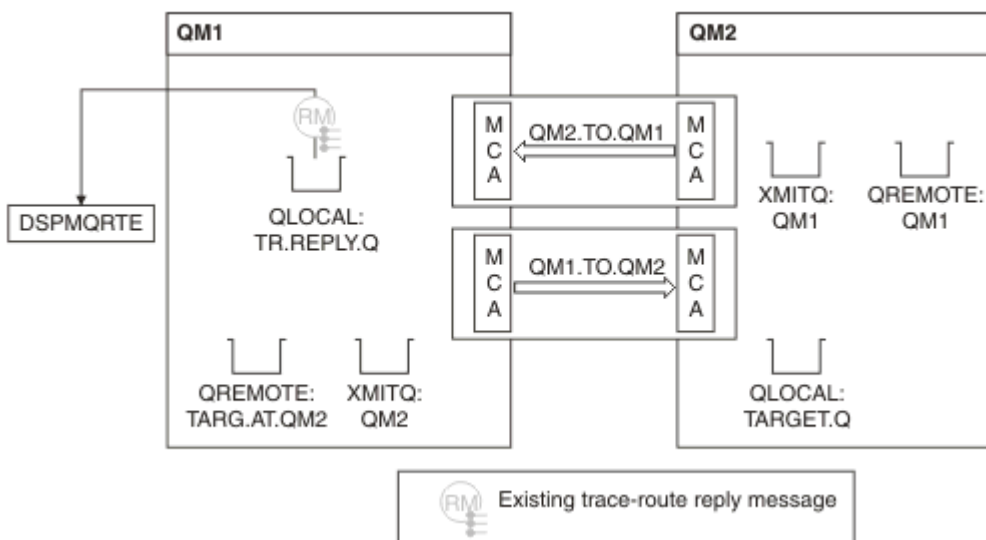 QM1
QM2
RM
M
C
A
QM2.TO.QM1
M
C
A
XMITQ:
QM1
QREMOTE:
QM1
DSPMQRTE
QLOCAL:
TR.REPLY.Q
M
C
A
QM1.TO.QM2
M
C
A
QREMOTE:
TARG.AT.QM2
XMITQ:
QM2
QLOCAL:
TARGET.Q
RM
Existing trace-route reply message